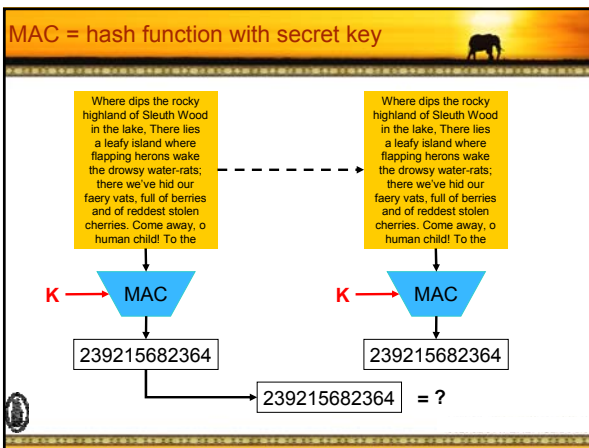 MAC = hash function with secret key
Where dips the rocky
highland of Sleuth Wood
in the lake, There lies
a leafy island where
flapping herons wake
the drowsy water-rats;
there we've hid our
faery vats, full of berries
and of reddest stolen
cherries. Come away, o
human child! To the
Where dips the rocky
highland of Sleuth Wood
in the lake, There lies
a leafy island where
flapping herons wake
the drowsy water-rats;
there we've hid our
faery vats, full of berries
and of reddest stolen
cherries. Come away, o
human child! To the
K
MAC
K
MAC
239215682364
239215682364
239215682364
= ?